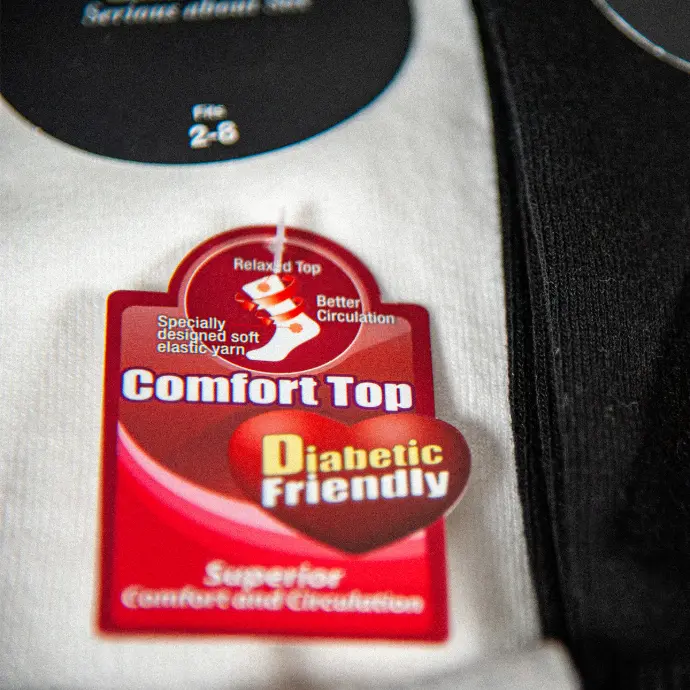 Serious about
Fits
2-8
Relaxed Top
Better
Circulation
Specially
designed soft
elastic yarn
Comfort Top
Diabetic
Friendly
Superior
Comfort and Circulation